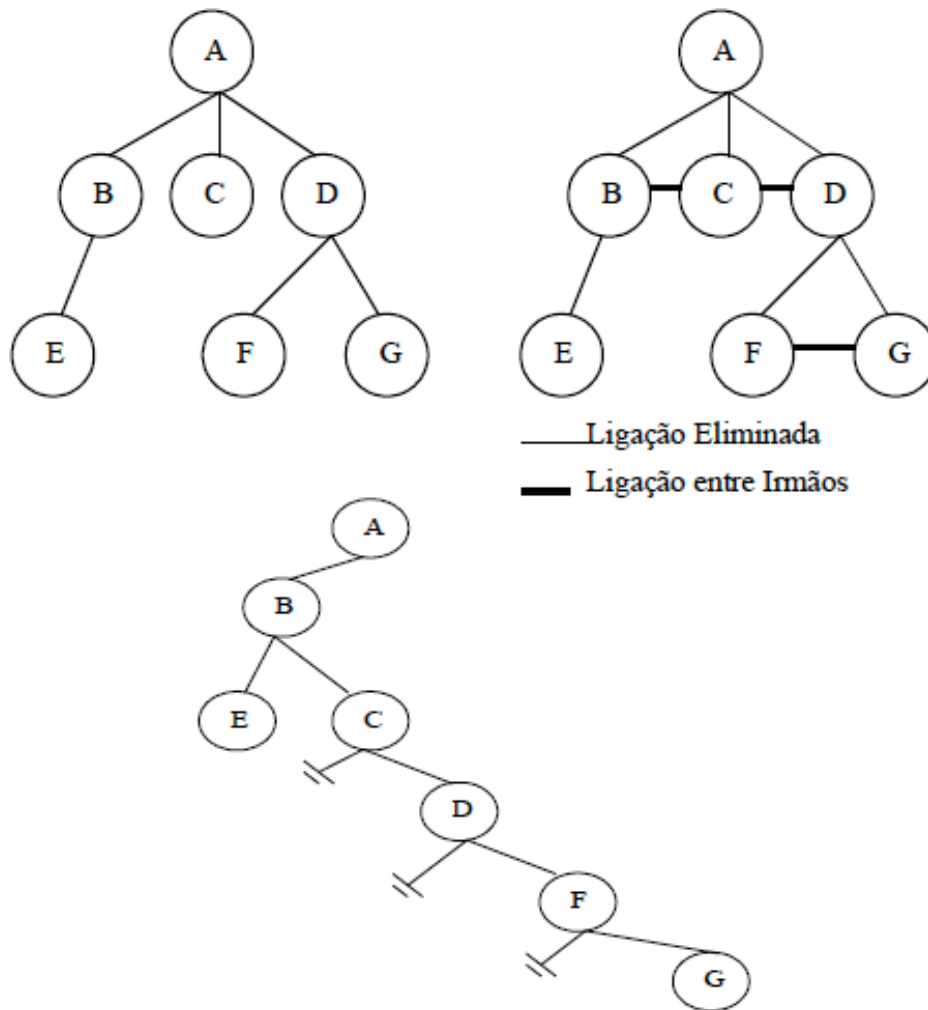 A A
B C D B C D
E F G E F G
Ligação Eliminada
Ligação entre Irmãos
A
B
E C
D
F
G